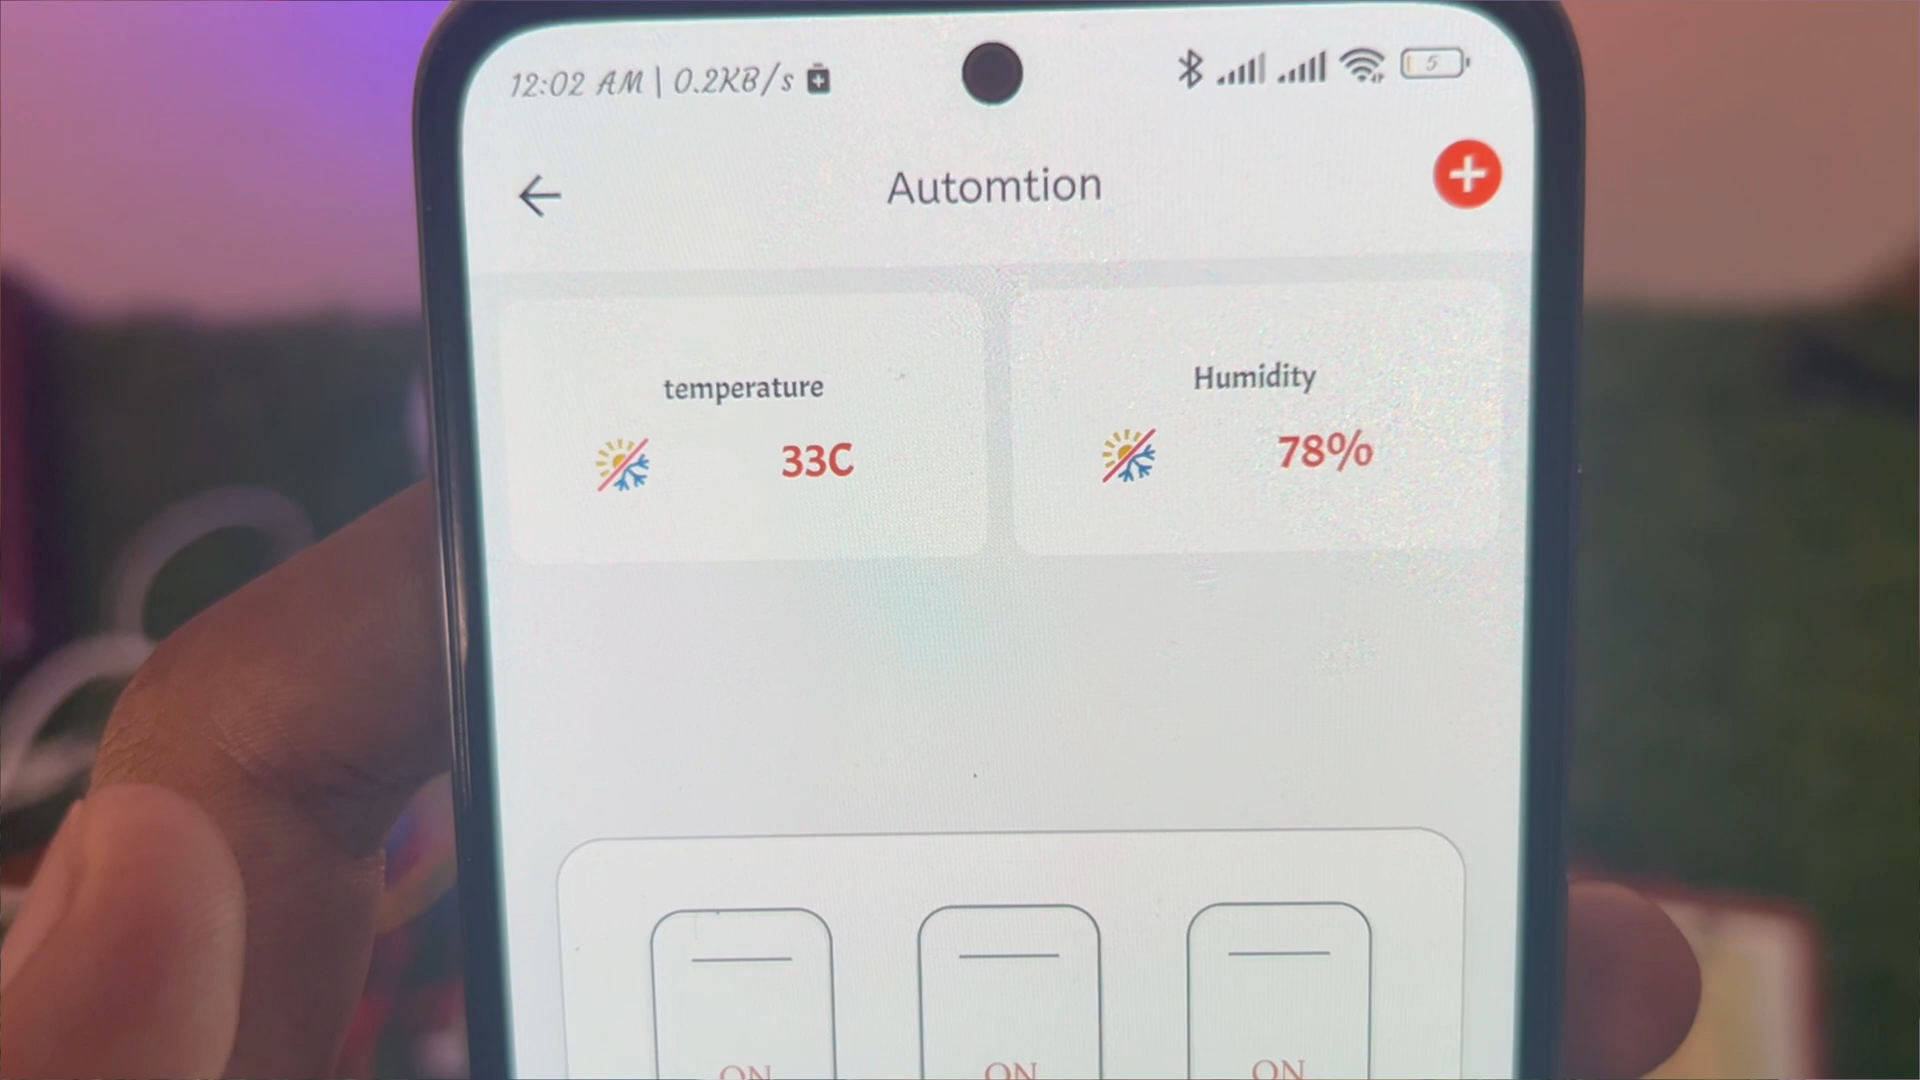 12:02 AM | 0.2KB/s
5
Automtion
temperature
Humidity
33C
78%
ON
ON
ON